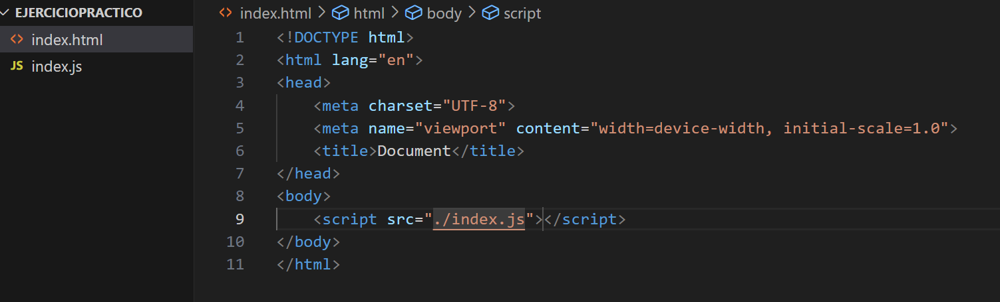 EJERCICIOPRACTICO
index.html
JS index.js
index.html > html > body > script
1 <!DOCTYPE html>
2 <html lang="en">
3 <head>
4     <meta charset="UTF-8">
5     <meta name="viewport" content="width=device-width, initial-scale=1.0">
6     <title>Document</title>
7 </head>
8 <body>
9     <script src="./index.js"></script>
10 </body>
11 </html>